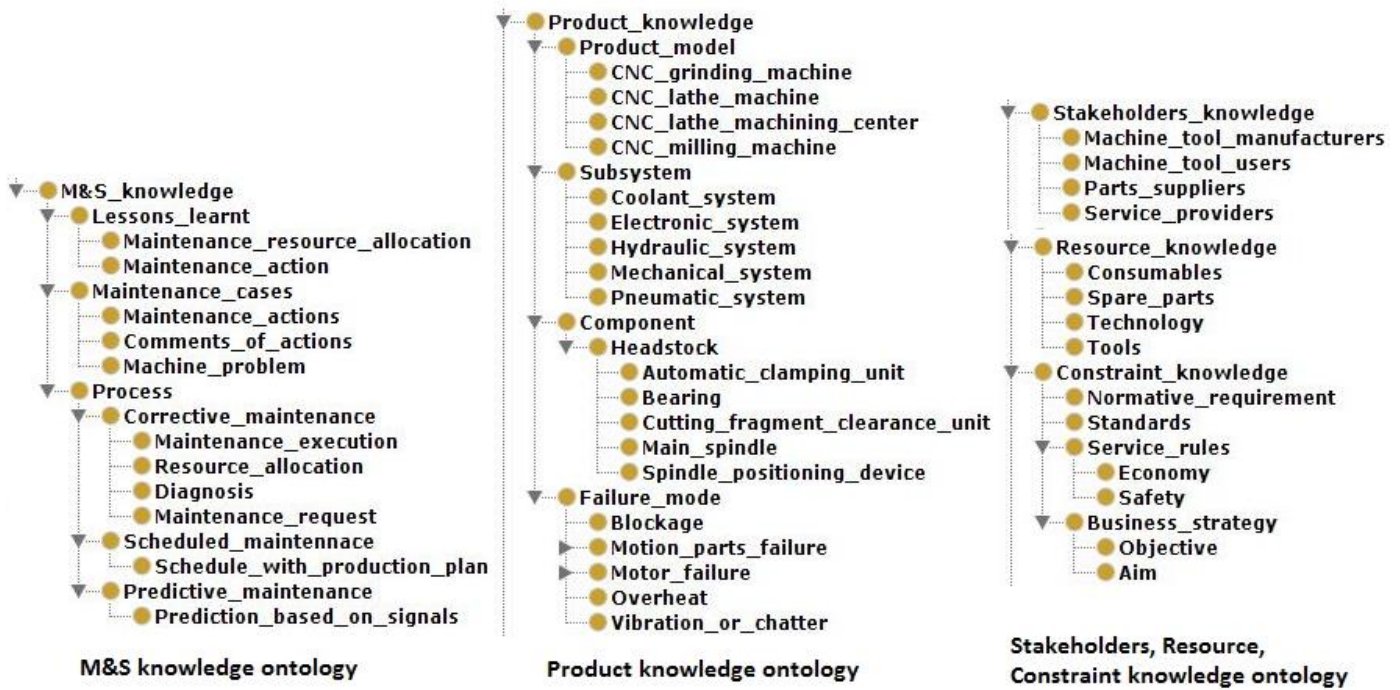 M&S_knowledge
Lessons_learnt
Maintenance_resource_allocation
Maintenance_action
Maintenance_cases
Maintenance_actions
Comments_of_actions
Machine_problem
Process
Corrective_maintenance
Maintenance_execution
Resource_allocation
Diagnosis
Maintenance_request
Scheduled_maintennace
Schedule_with_production_plan
Predictive_maintenance
Prediction_based_on_signals
M&S knowledge ontology
Product_knowledge
Product_model
CNC_grinding_machine
CNC_lathe_machine
CNC_lathe_machining_center
CNC_milling_machine
Subsystem
Coolant_system
Electronic_system
Hydraulic_system
Mechanical_system
Pneumatic_system
Component
Headstock
Automatic_clamping_unit
Bearing
Cutting_fragment_clearance_unit
Main_spindle
Spindle_positioning_device
Failure_mode
Blockage
Motion_parts_failure
Motor_failure
Overheat
Vibration_or_chatter
Product knowledge ontology
Stakeholders_knowledge
Machine_tool_manufacturers
Machine_tool_users
Parts_suppliers
Service_providers
Resource_knowledge
Consumables
Spare_parts
Technology
Tools
Constraint_knowledge
Normative_requirement
Standards
Service_rules
Economy
Safety
Business_strategy
Objective
Aim
Stakeholders, Resource,
Constraint knowledge ontology